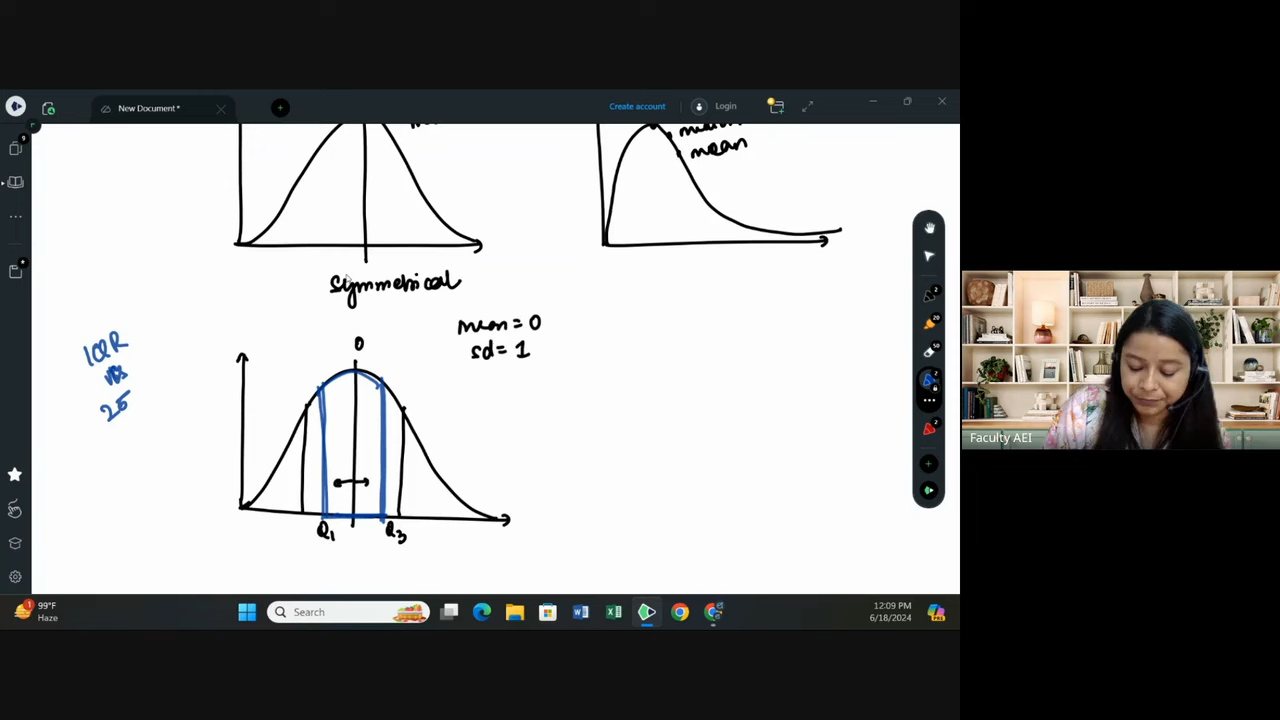 New Document*
Create account
Login
mean
symmetrical
mean = 0
sd = 1
0
IQR
vs
Q1
Q3
Faculty AEI
99°F
Haze
Search
12:09 PM
6/18/2024